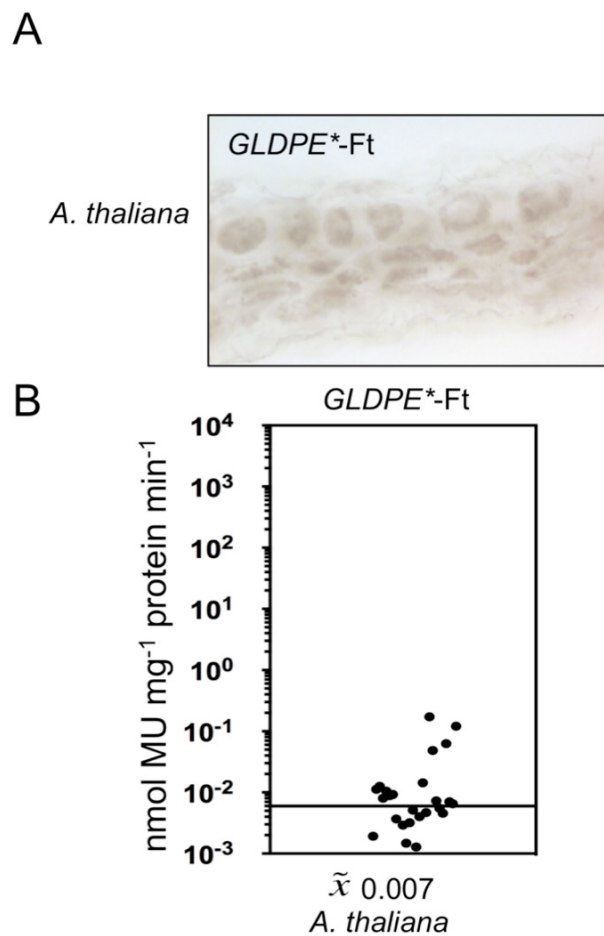 A
GLDPE*-Ft
A. thaliana
B
GLDPE*-Ft
nmol MU mg⁻¹ protein min⁻¹
10⁴
10³
10²
10¹
10⁰
10⁻¹
10⁻²
10⁻³
x̃ 0.007
A. thaliana